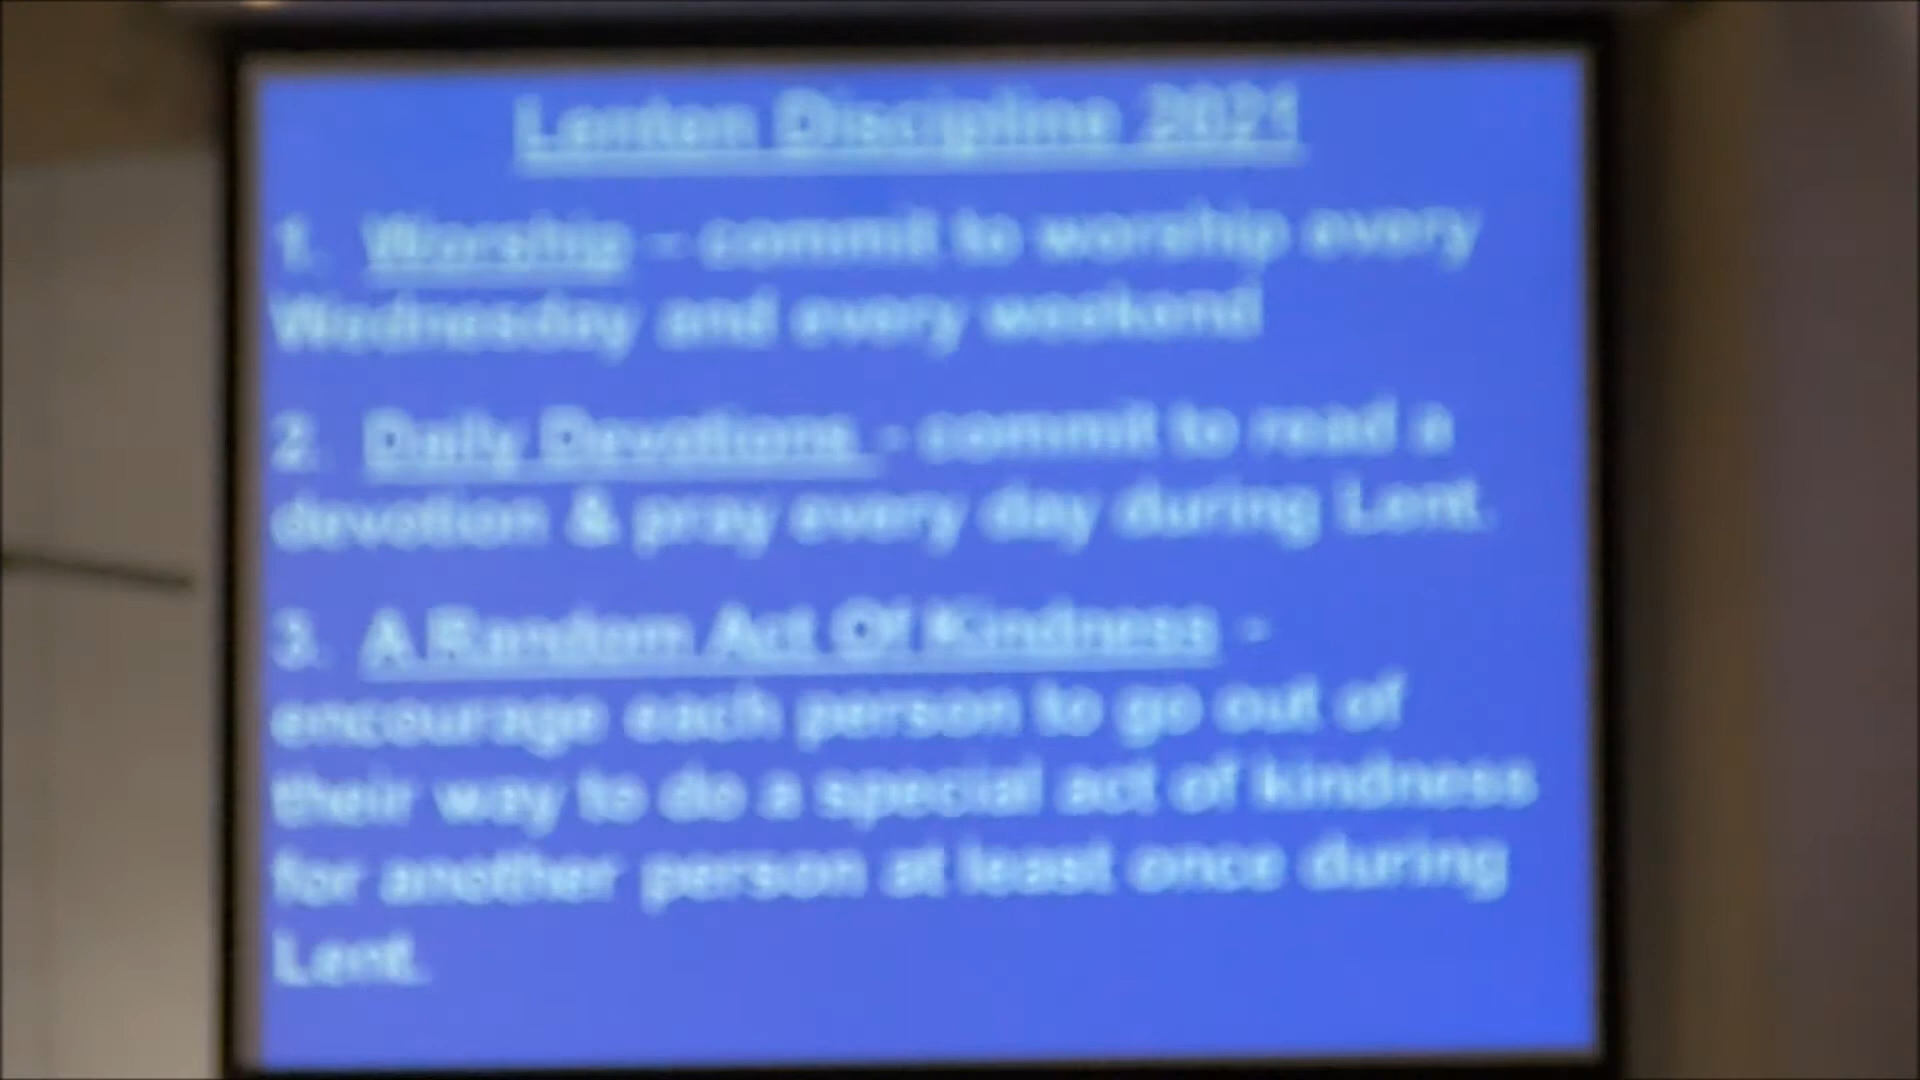 Lenten Discipline 2021
1. Worship - commit to worship every
Wednesday and every weekend
2. Daily Devotions - commit to read a
devotion & pray every day during Lent.
3. A Random Act Of Kindness -
encourage each person to go out of
their way to do a special act of kindness
for another person at least once during
Lent.